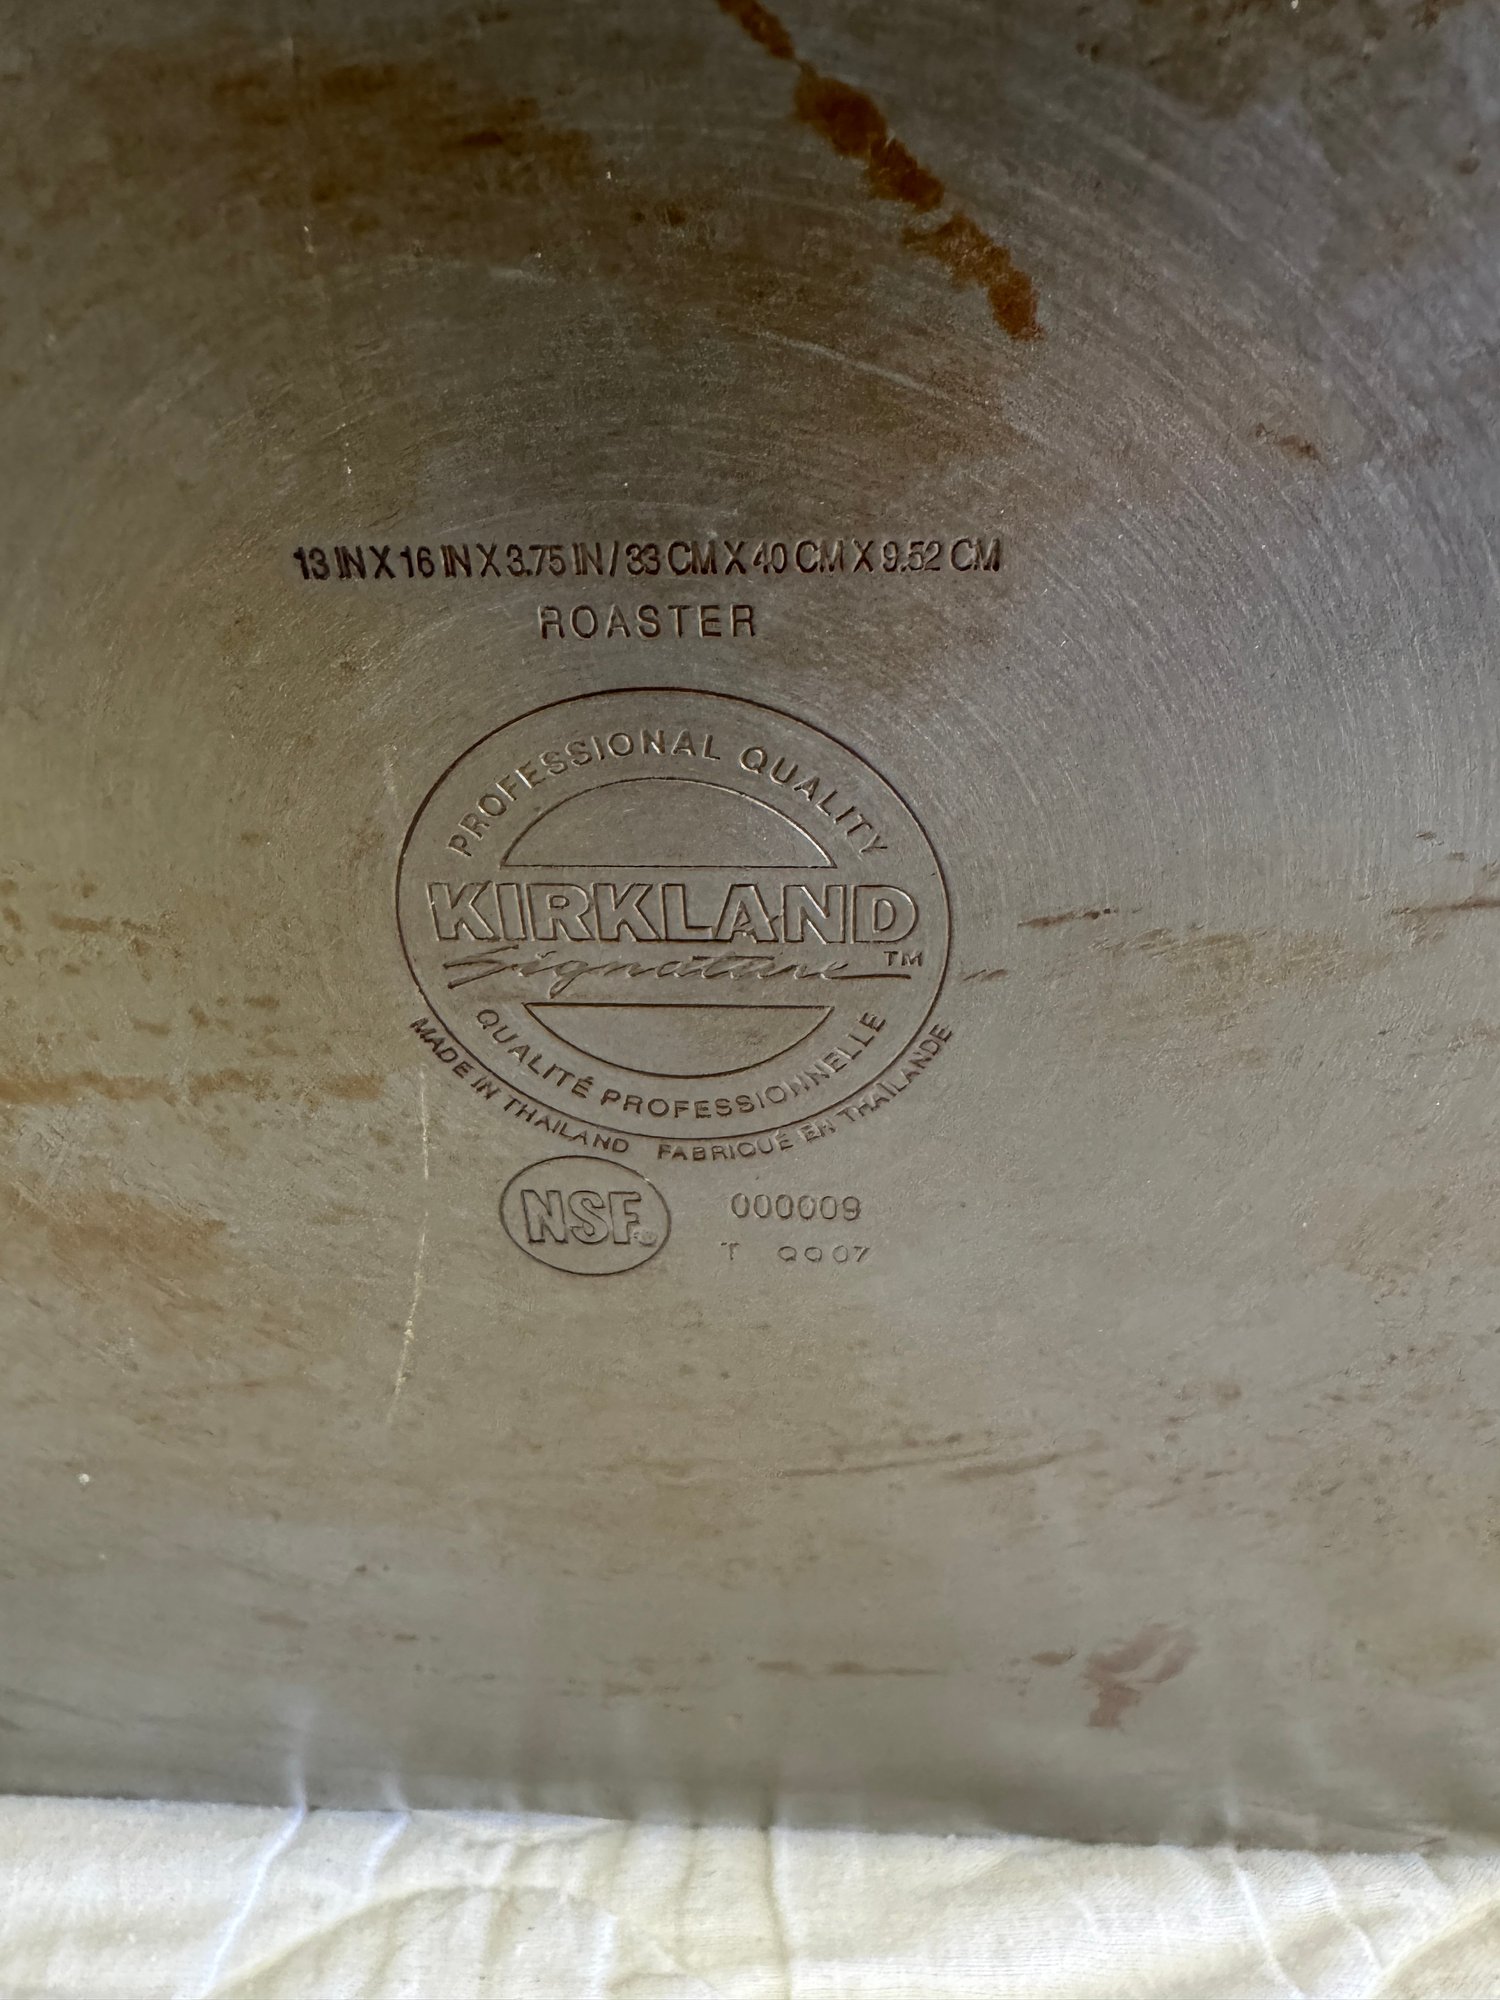 13 IN X 16 IN X 3.75 IN / 33 CM X 40 CM X 9.52 CM
ROASTER
PROFESSIONAL QUALITY
KIRKLAND
Signature TM
QUALITÉ PROFESSIONNELLE
MADE IN THAILAND FABRIQUÉ EN THAÏLANDE
NSF
000009
T